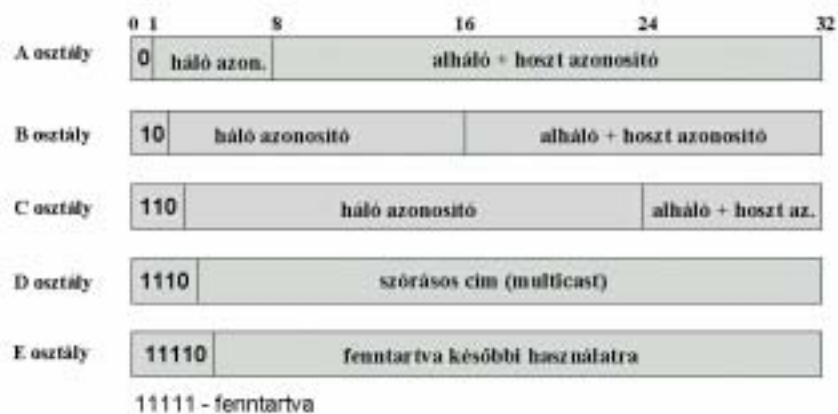 0 1 8 16 24 32
A osztály 0 háló azon. alháló + hoszt azonosító
B osztály 10 háló azonosító alháló + hoszt azonosító
C osztály 110 háló azonosító alháló + hoszt az.
D osztály 1110 szórásos cím (multicast)
E osztály 11110 fenntartva későbbi használatra
11111 - fenntartva